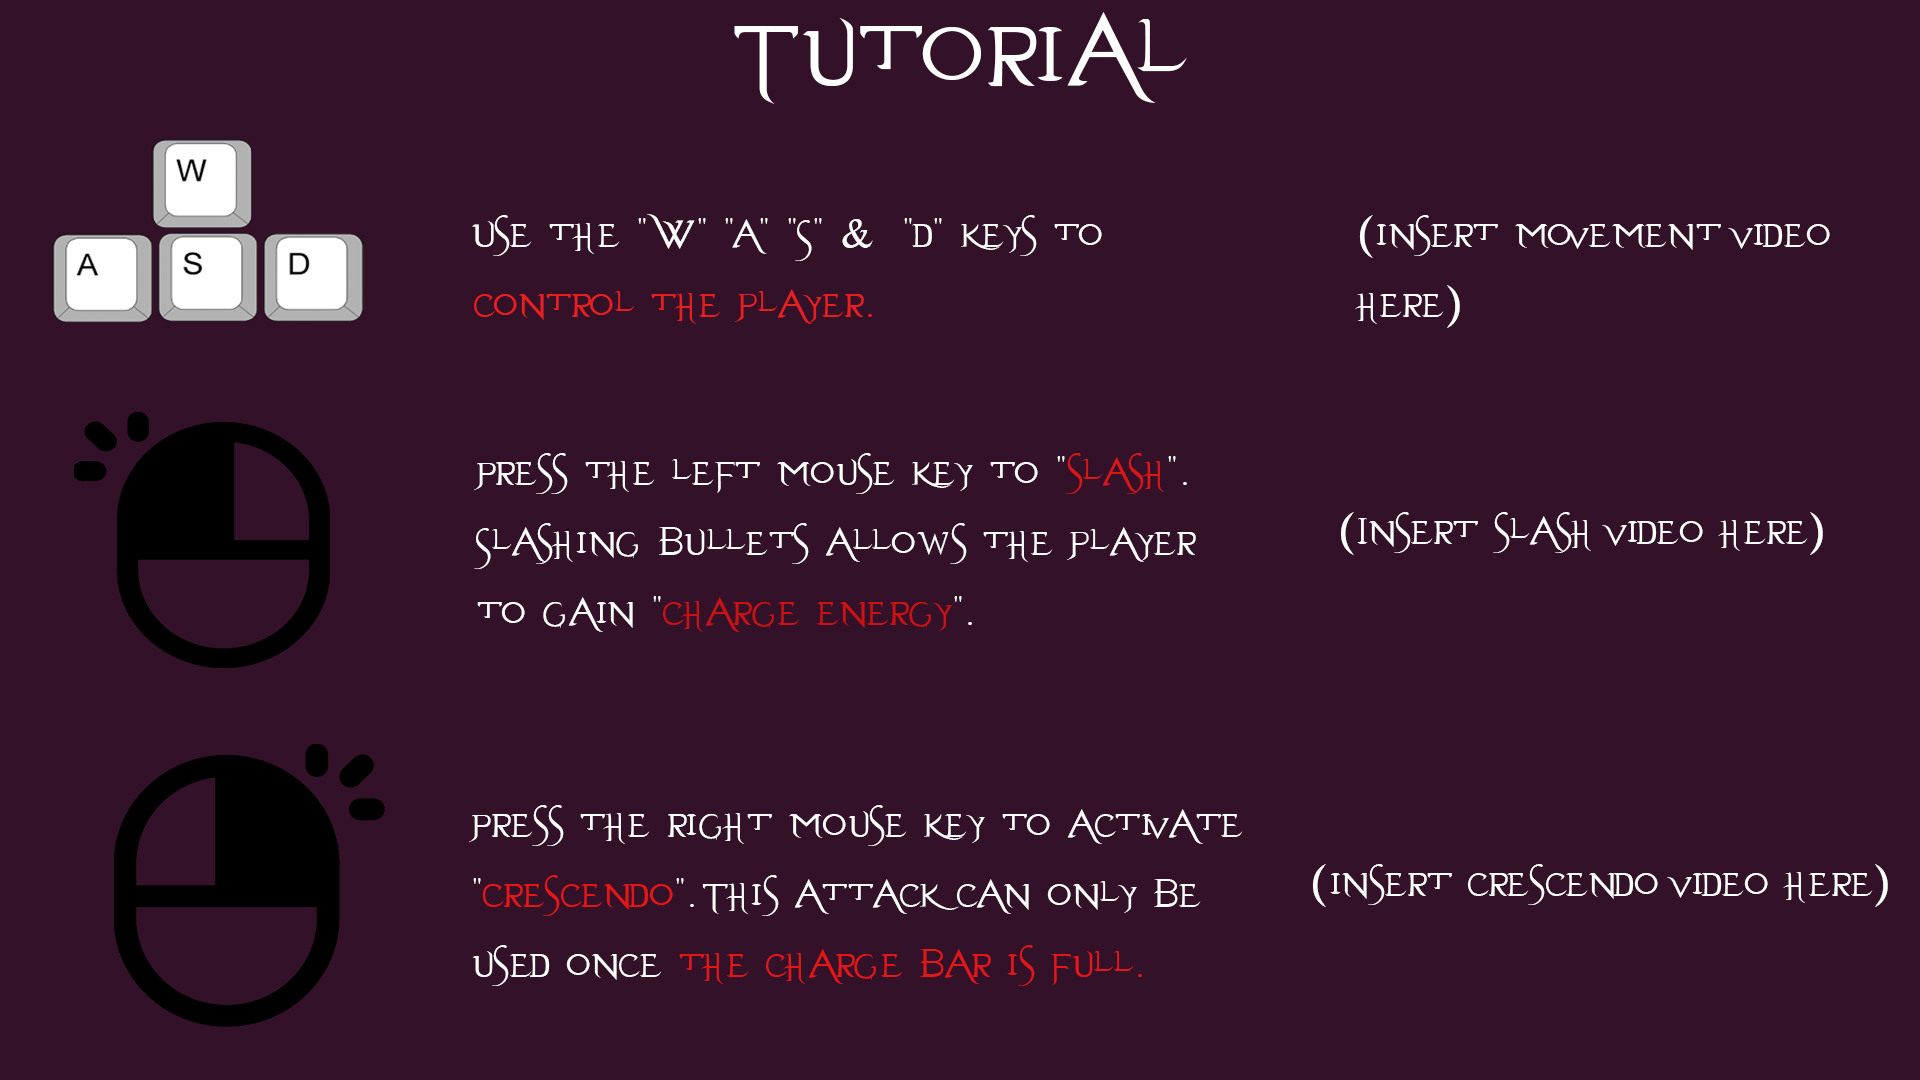 TUTORIAL
W
A S D
USE THE "W" "A" "S" & "D" KEYS TO
CONTROL THE PLAYER.
(INSERT MOVEMENT VIDEO
HERE)
PRESS THE LEFT MOUSE KEY TO "SLASH".
SLASHING BULLETS ALLOWS THE PLAYER
TO GAIN "CHARGE ENERGY".
(INSERT SLASH VIDEO HERE)
PRESS THE RIGHT MOUSE KEY TO ACTIVATE
"CRESCENDO". THIS ATTACK CAN ONLY BE
USED ONCE THE CHARGE BAR IS FULL.
(INSERT CRESCENDO VIDEO HERE)